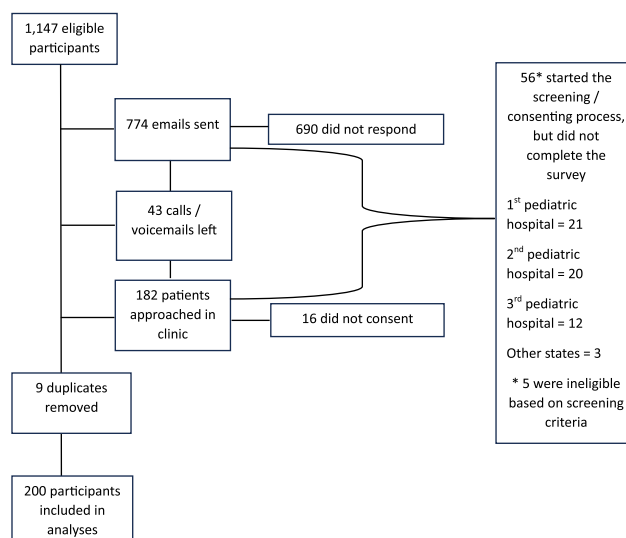 1,147 eligible
participants
774 emails sent
690 did not respond
43 calls /
voicemails left
182 patients
approached in
clinic
16 did not consent
9 duplicates
removed
200 participants
included in
analyses
56* started the
screening /
consenting process,
but did not
complete the
survey
1st pediatric
hospital = 21
2nd pediatric
hospital = 20
3rd pediatric
hospital = 12
Other states = 3
* 5 were ineligible
based on screening
criteria